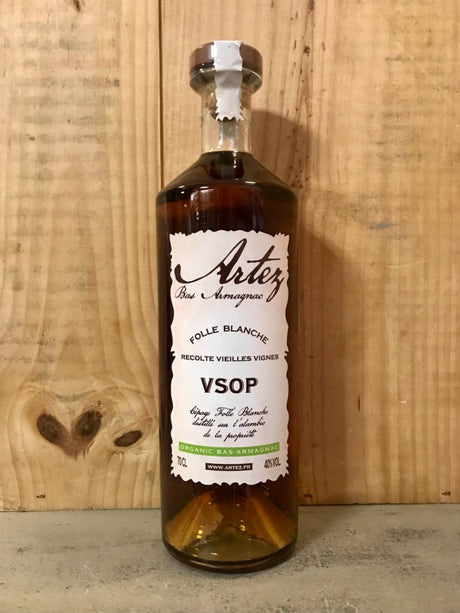 Artez
Bas Armagnac
FOLLE BLANCHE
RECOLTE VIEILLES VIGNES
VSOP
Cépage Folle Blanche
distillé sur l'alambic
de la propriété
ORGANIC BAS-ARMAGNAC
70 CL
WWW.ARTEZ.FR
40% VOL.